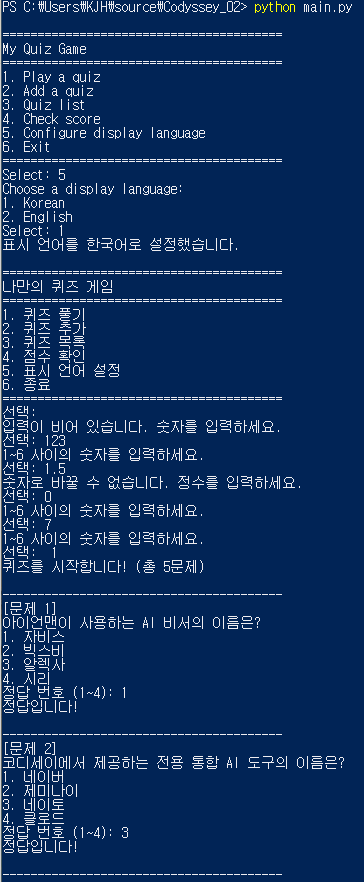 PS C:₩Users₩KJH₩source₩Codyssey_02> python main.py
========================================
My Quiz Game
========================================
1. Play a quiz
2. Add a quiz
3. Quiz list
4. Check score
5. Configure display language
6. Exit
========================================
Select: 5
Choose a display language:
1. Korean
2. English
Select: 1
표시 언어를 한국어로 설정했습니다.
========================================
나만의 퀴즈 게임
========================================
1. 퀴즈 풀기
2. 퀴즈 추가
3. 퀴즈 목록
4. 점수 확인
5. 표시 언어 설정
6. 종료
========================================
선택:
입력이 비어 있습니다. 숫자를 입력하세요.
선택: 123
1~6 사이의 숫자를 입력하세요.
선택: 1.5
숫자로 바꿀 수 없습니다. 정수를 입력하세요.
선택: 0
1~6 사이의 숫자를 입력하세요.
선택: 7
1~6 사이의 숫자를 입력하세요.
선택:  1
퀴즈를 시작합니다! (총 5문제)
----------------------------------------
[문제 1]
아이언맨이 사용하는 AI 비서의 이름은?
1. 자비스
2. 빅스비
3. 알렉사
4. 시리
정답 번호 (1~4): 1
정답입니다!
----------------------------------------
[문제 2]
코디세이에서 제공하는 전용 통합 AI 도구의 이름은?
1. 네이버
2. 제미나이
3. 네이토
4. 클로드
정답 번호 (1~4): 3
정답입니다!
----------------------------------------